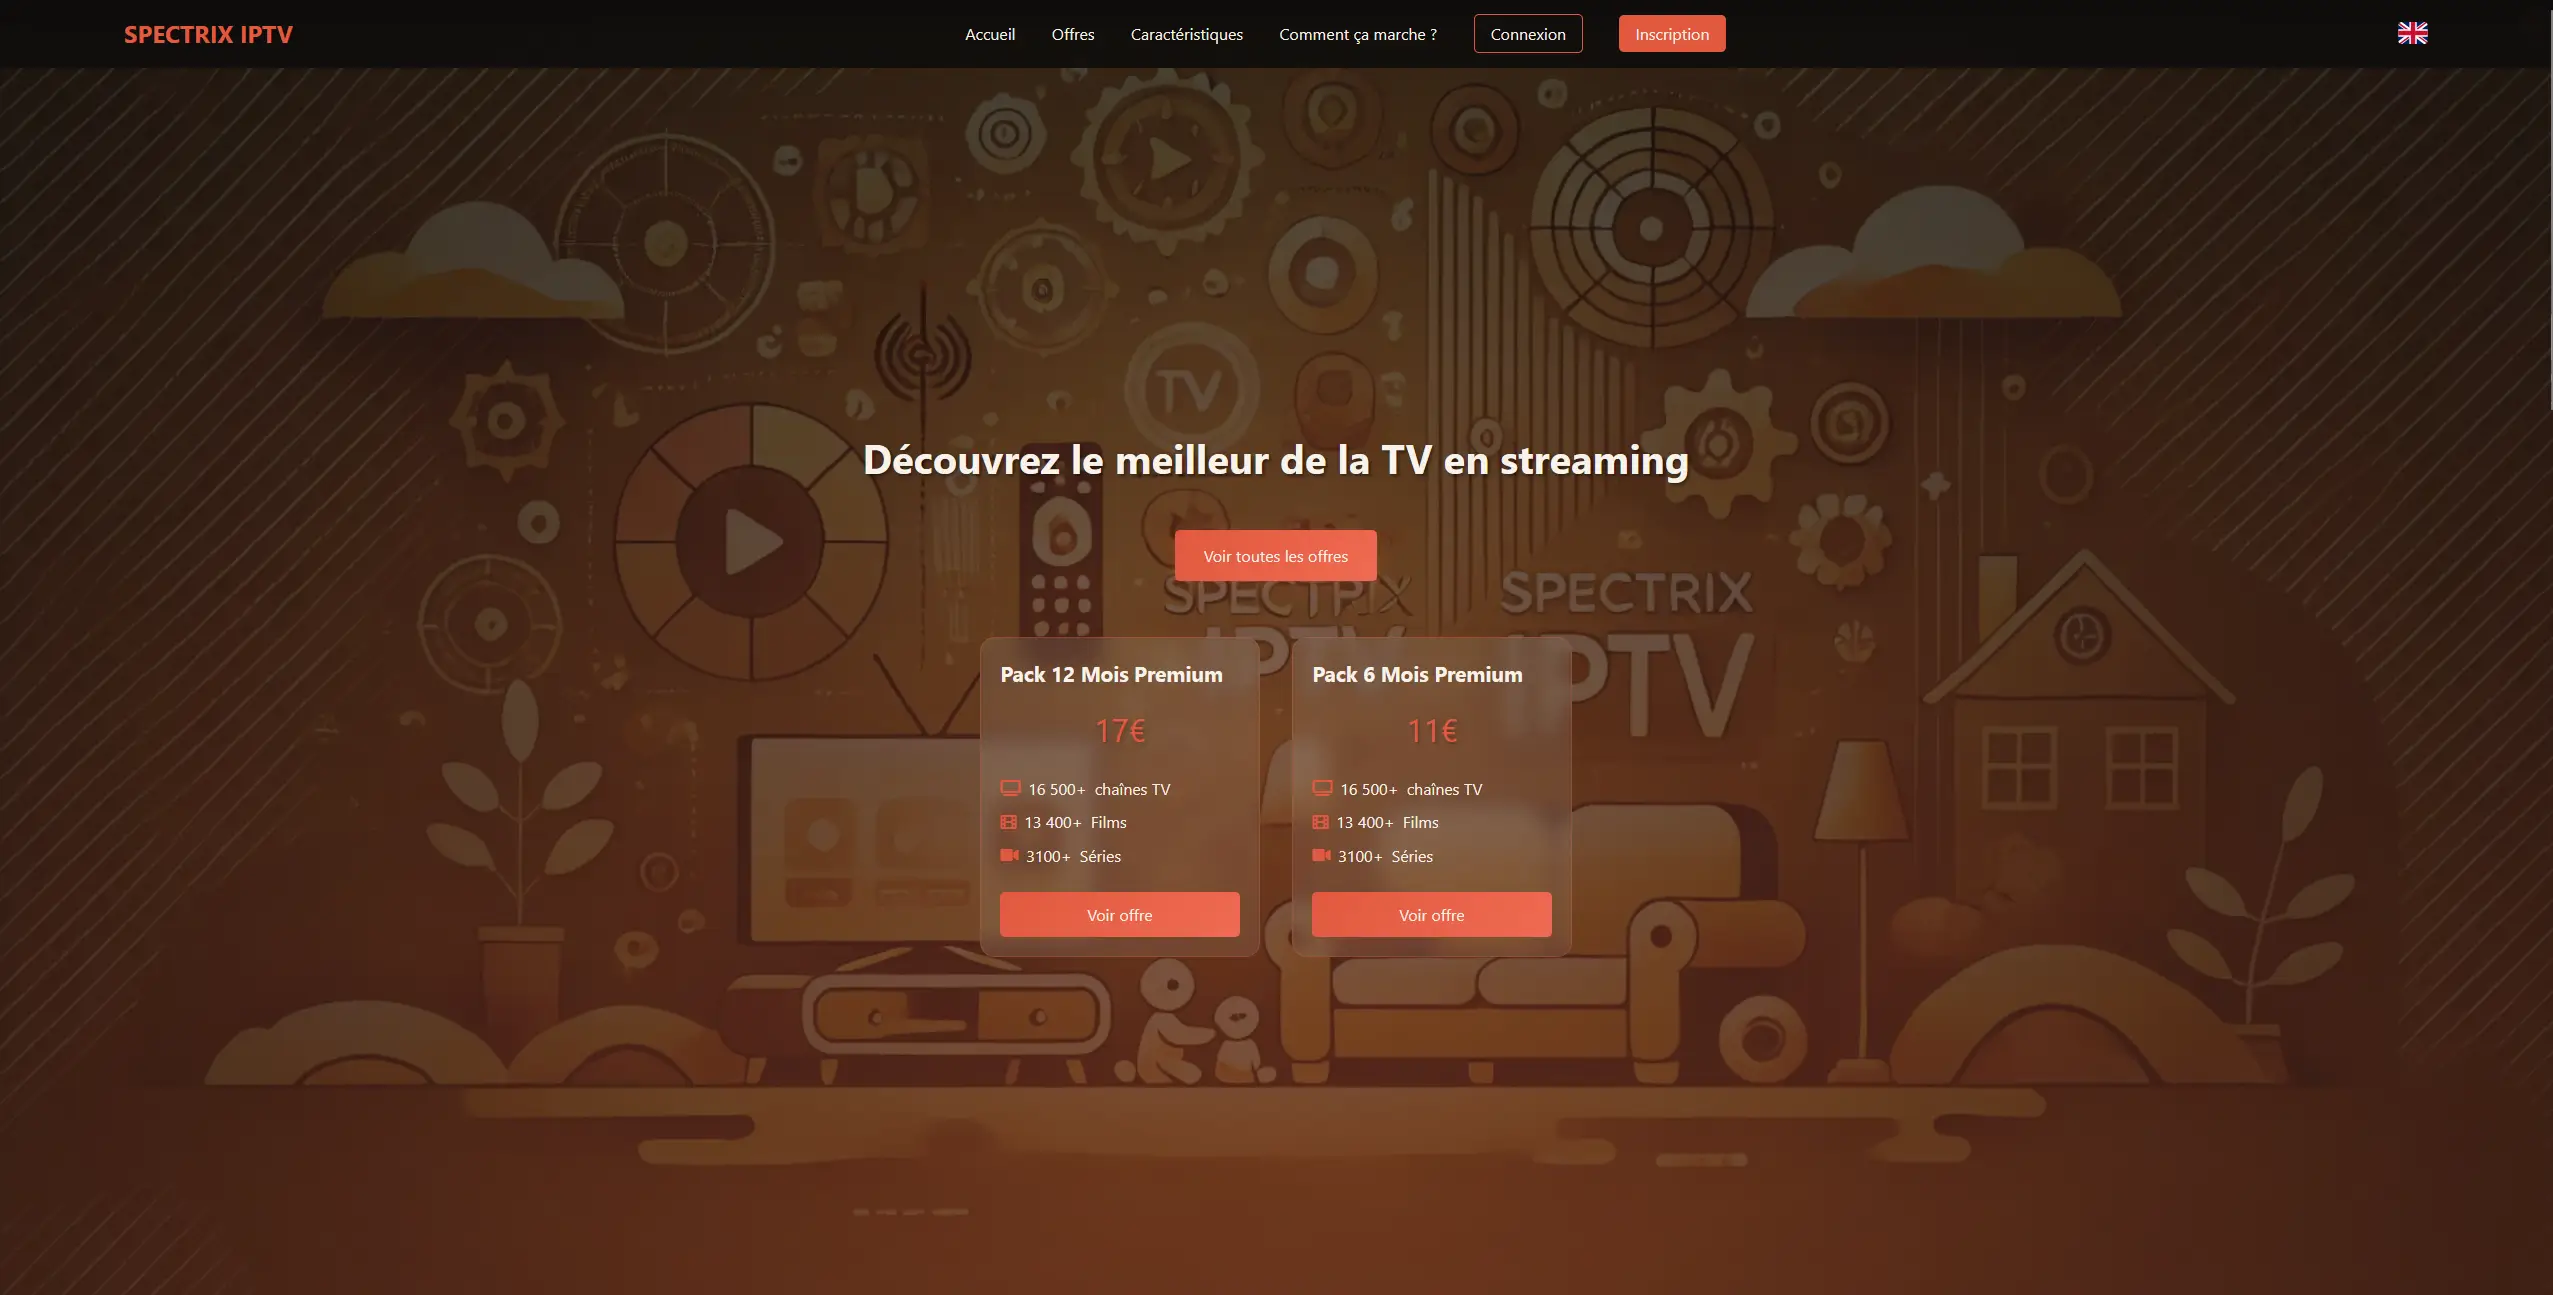 SPECTRIX IPTV
Accueil
Offres
Caractéristiques
Comment ça marche ?
Connexion
Inscription
TV
Découvrez le meilleur de la TV en streaming
Voir toutes les offres
SPECTRIX
IPTV
SPECTRIX
IPTV
Pack 12 Mois Premium
17€
16 500+ chaînes TV
13 400+ Films
3100+ Séries
Voir offre
Pack 6 Mois Premium
11€
16 500+ chaînes TV
13 400+ Films
3100+ Séries
Voir offre